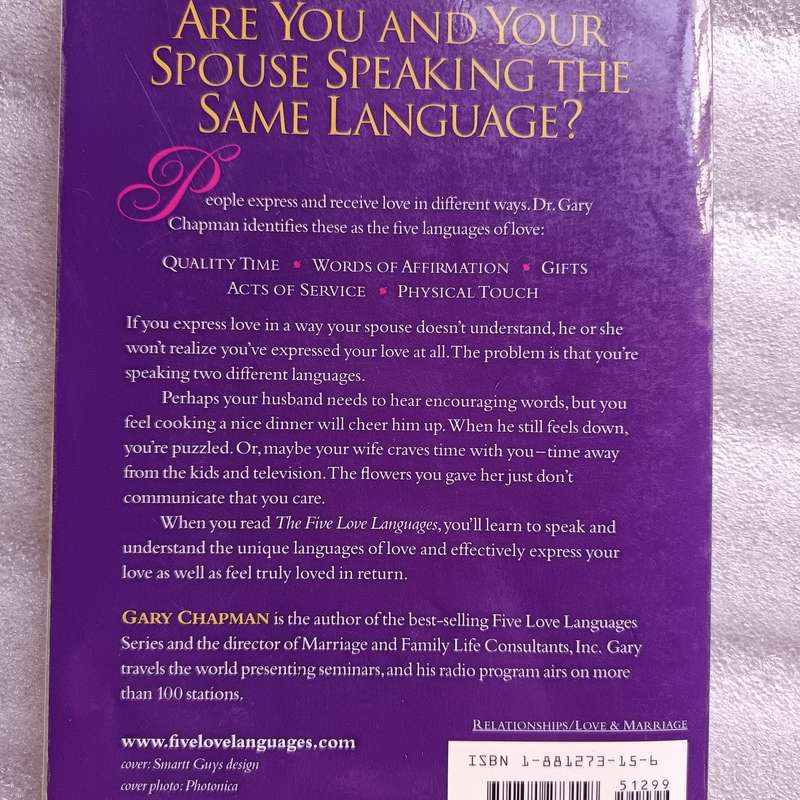 ARE YOU AND YOUR
SPOUSE SPEAKING THE
SAME LANGUAGE?
People express and receive love in different ways. Dr. Gary
Chapman identifies these as the five languages of love:
QUALITY TIME • WORDS OF AFFIRMATION • GIFTS
ACTS OF SERVICE • PHYSICAL TOUCH
If you express love in a way your spouse doesn't understand, he or she
won't realize you've expressed your love at all. The problem is that you're
speaking two different languages.
Perhaps your husband needs to hear encouraging words, but you
feel cooking a nice dinner will cheer him up. When he still feels down,
you're puzzled. Or, maybe your wife craves time with you—time away
from the kids and television. The flowers you gave her just don't
communicate that you care.
When you read The Five Love Languages, you'll learn to speak and
understand the unique languages of love and effectively express your
love as well as feel truly loved in return.
GARY CHAPMAN is the author of the best-selling Five Love Languages
Series and the director of Marriage and Family Life Consultants, Inc. Gary
travels the world presenting seminars, and his radio program airs on more
than 100 stations.
RELATIONSHIPS/LOVE & MARRIAGE
www.fivelovelanguages.com
cover: Smartt Guys design
cover photo: Photonica
ISBN 1-881273-15-6
51299